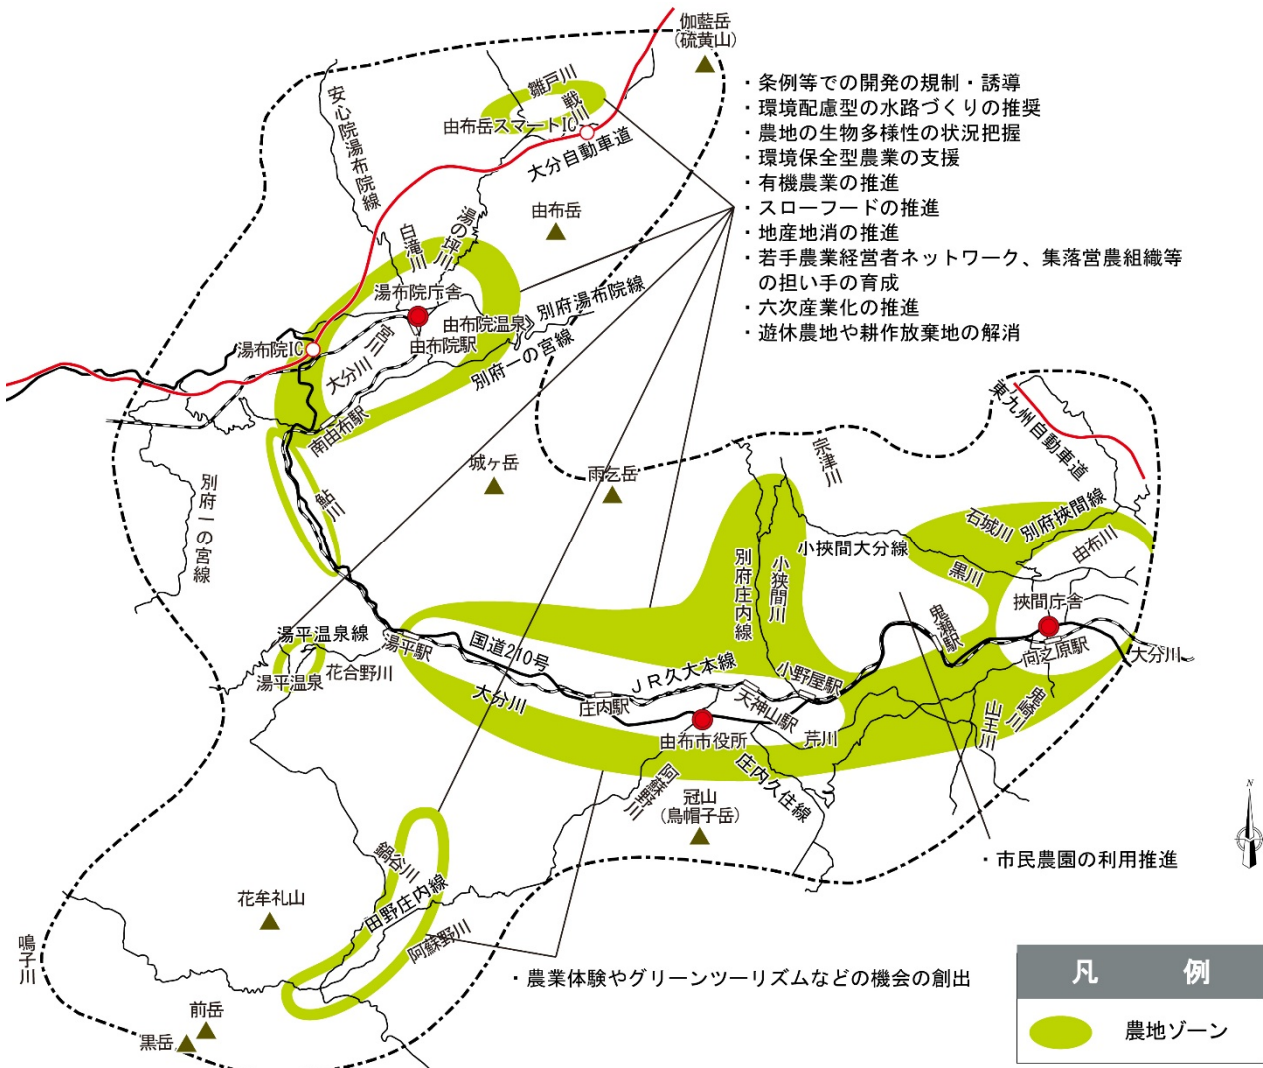 伽藍岳
(硫黄山)
雛戸川
戦川
由布岳スマートIC
大分自動車道
安心院湯布院線
・条例等での開発の規制・誘導
・環境配慮型の水路づくりの推奨
・農地の生物多様性の状況把握
・環境保全型農業の支援
・有機農業の推進
・スローフードの推進
・地産地消の推進
・若手農業経営者ネットワーク、集落営農組織等
の担い手の育成
・六次産業化の推進
・遊休農地や耕作放棄地の解消
由布岳
湯の坪川
白滝川
湯布院庁舎
別府湯布院線
由布院温泉
由布院駅
宮川
湯布院IC
大分川
別府一の宮線
南由布駅
東九州自動車道
城ヶ岳
雨乞岳
宗津川
鮎川
別府一の宮線
石城川
別府挾間線
由布川
小挾間大分線
黒川
別府庄内線
小狭間川
挾間庁舎
鬼瀬駅
向之原駅
大分川
湯平温泉線
湯平駅
国道210号
花合野川
湯平温泉
JR久大本線
小野屋駅
大分川
庄内駅
天神山駅
鬼崎川
山王川
由布市役所
芹川
阿蘇野川
庄内久住線
冠山
(烏帽子岳)
N
・市民農園の利用推進
鍋谷川
花牟礼山
田野庄内線
阿蘇野川
鳴子川
・農業体験やグリーンツーリズムなどの機会の創出
前岳
黒岳
凡例
農地ゾーン